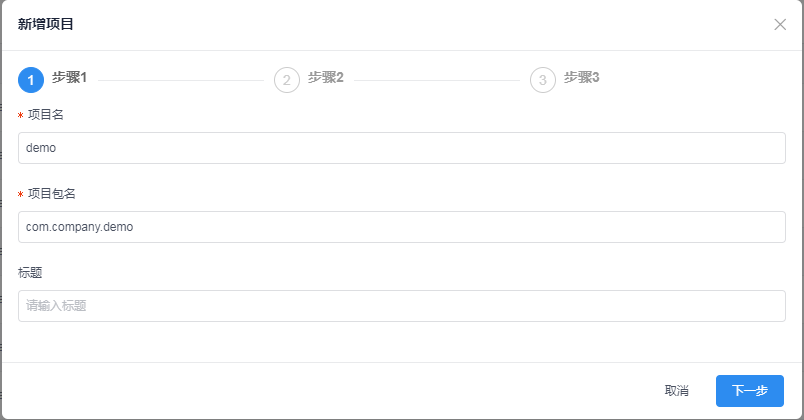 新增项目
1 步骤1 2 步骤2 3 步骤3
* 项目名
demo
* 项目包名
com.company.demo
标题
请输入标题
取消 下一步